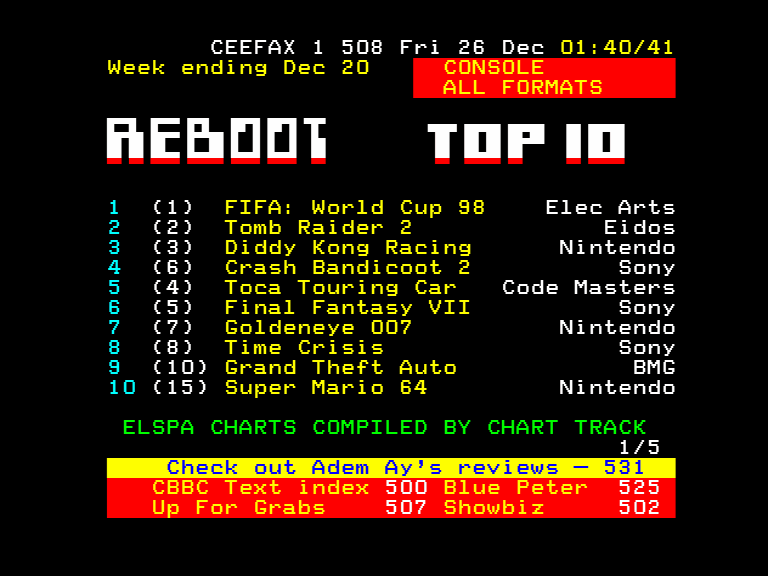 CEEFAX 1 508 Fri 26 Dec 01:40/41
Week ending Dec 20 CONSOLE
ALL FORMATS
REBOOT TOP 10
1 (1) FIFA: World Cup 98 Elec Arts
2 (2) Tomb Raider 2 Eidos
3 (3) Diddy Kong Racing Nintendo
4 (6) Crash Bandicoot 2 Sony
5 (4) Toca Touring Car Code Masters
6 (5) Final Fantasy VII Sony
7 (7) Goldeneye 007 Nintendo
8 (8) Time Crisis Sony
9 (10) Grand Theft Auto BMG
10 (15) Super Mario 64 Nintendo
ELSPA CHARTS COMPILED BY CHART TRACK
1/5
Check out Adem Ay's reviews – 531
CBBC Text index 500 Blue Peter 525
Up For Grabs 507 Showbiz 502